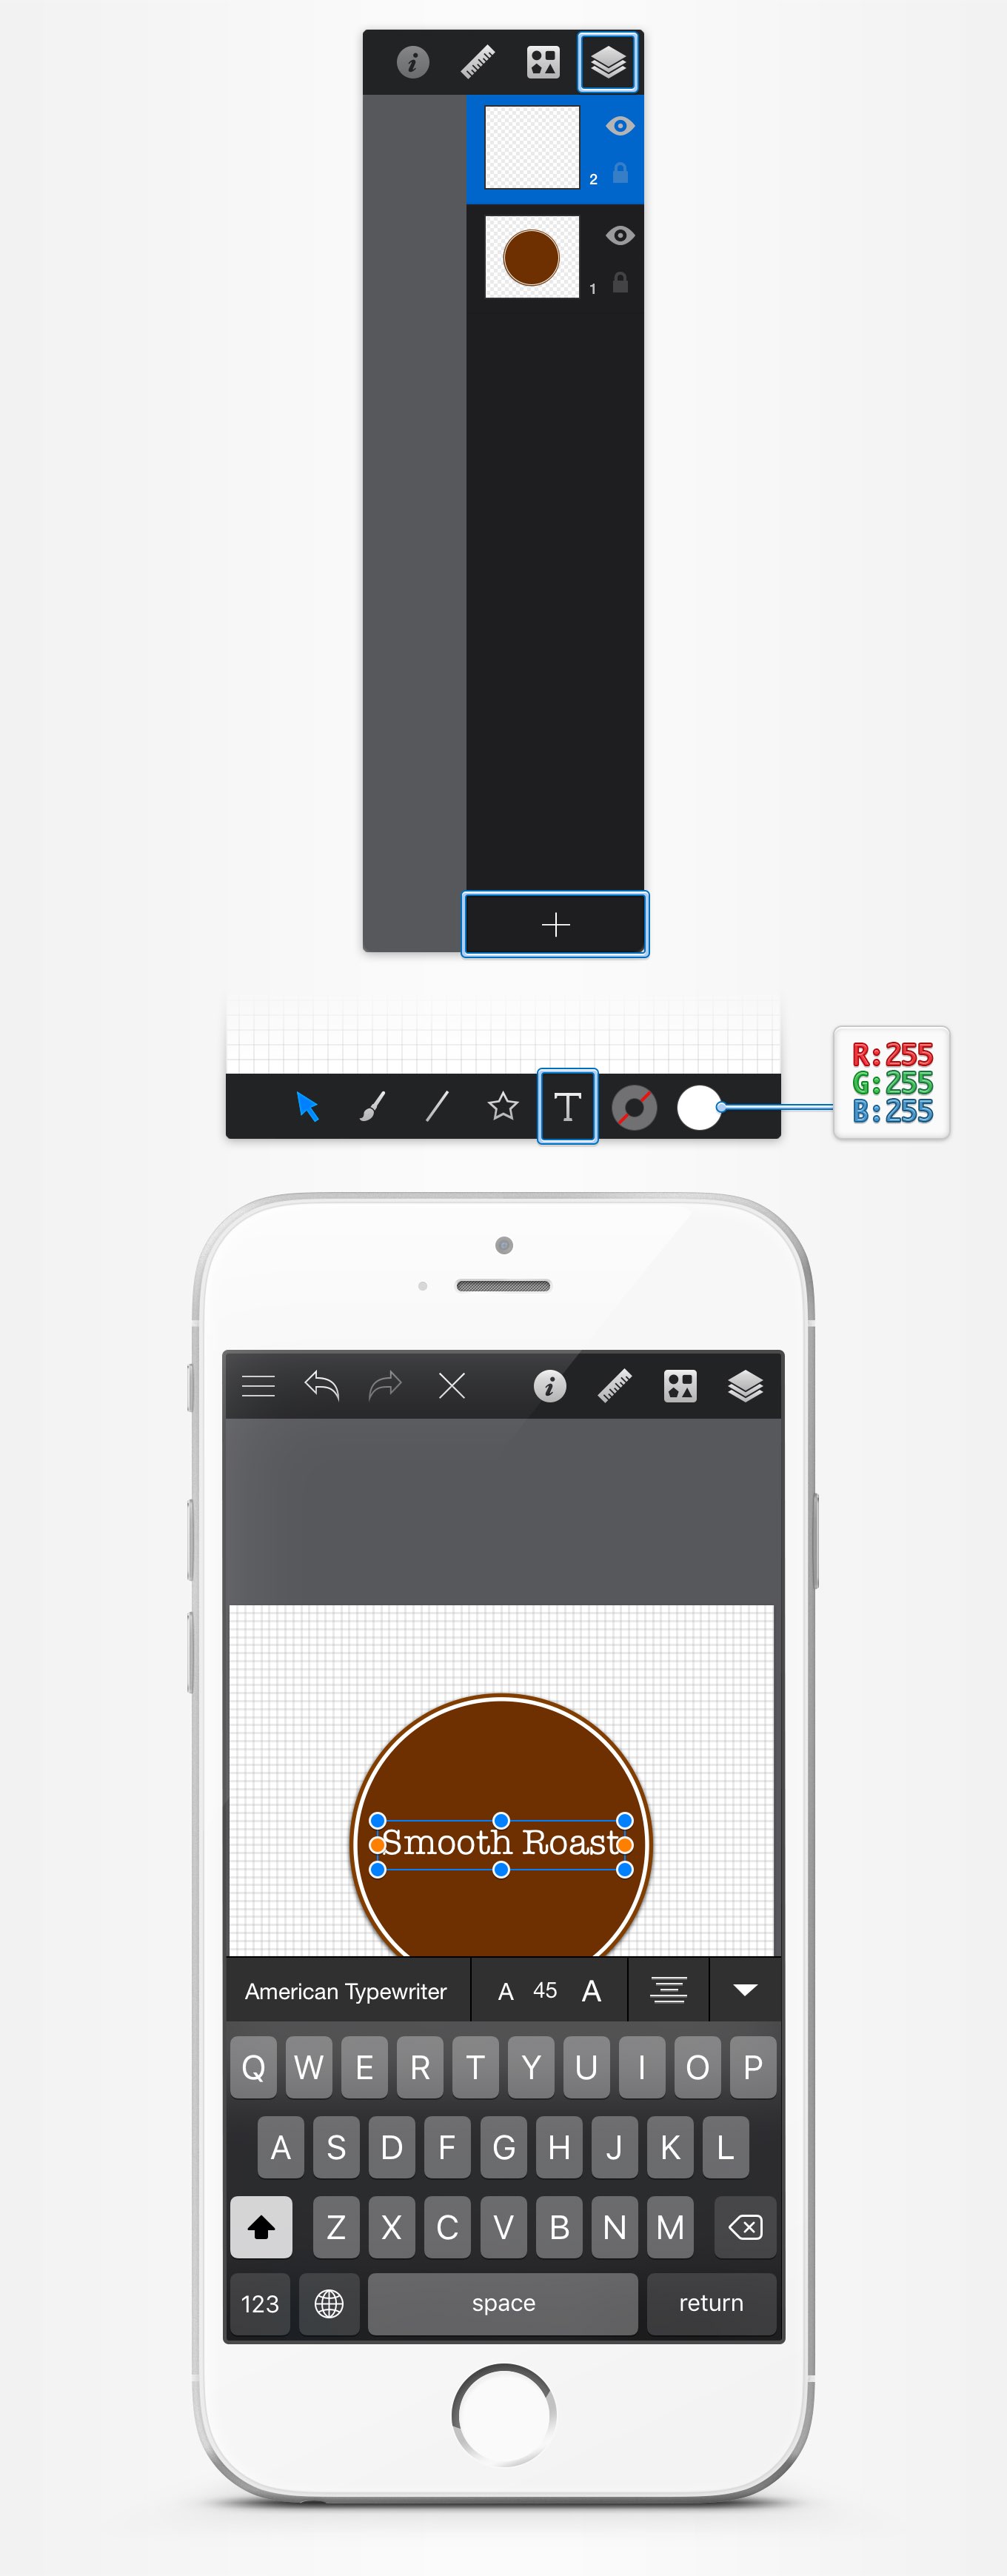 2
1
R:255
G:255
B:255
Smooth Roast
American Typewriter A 45 A
Q W E R T Y U I O P
A S D F G H J K L
Z X C V B N M
123 space return